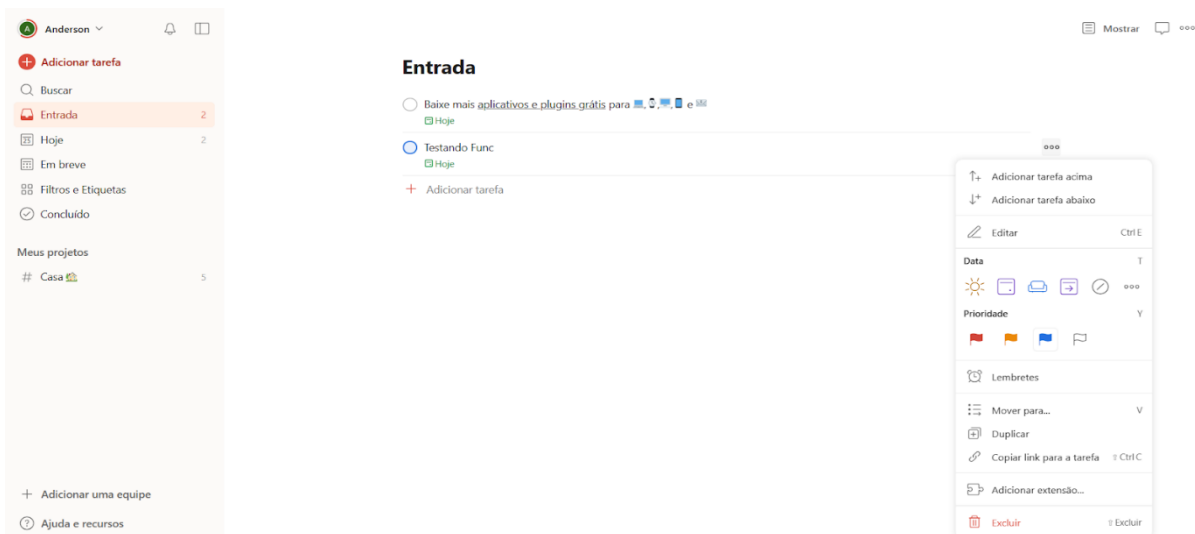 A Anderson
Adicionar tarefa
Buscar
Entrada 2
25 Hoje 2
Em breve
Filtros e Etiquetas
Concluído
Meus projetos
# Casa🏡 5
+ Adicionar uma equipe
? Ajuda e recursos
Mostrar
Entrada
Baixe mais aplicativos e plugins grátis para 💻,⌚,🖥️,📱 e 📧
Hoje
Testando Func
Hoje
+ Adicionar tarefa
Adicionar tarefa acima
Adicionar tarefa abaixo
Editar Ctrl E
Data T
Prioridade Y
Lembretes
Mover para... V
Duplicar
Copiar link para a tarefa ⇧ Ctrl C
Adicionar extensão...
Excluir ⇧ Excluir